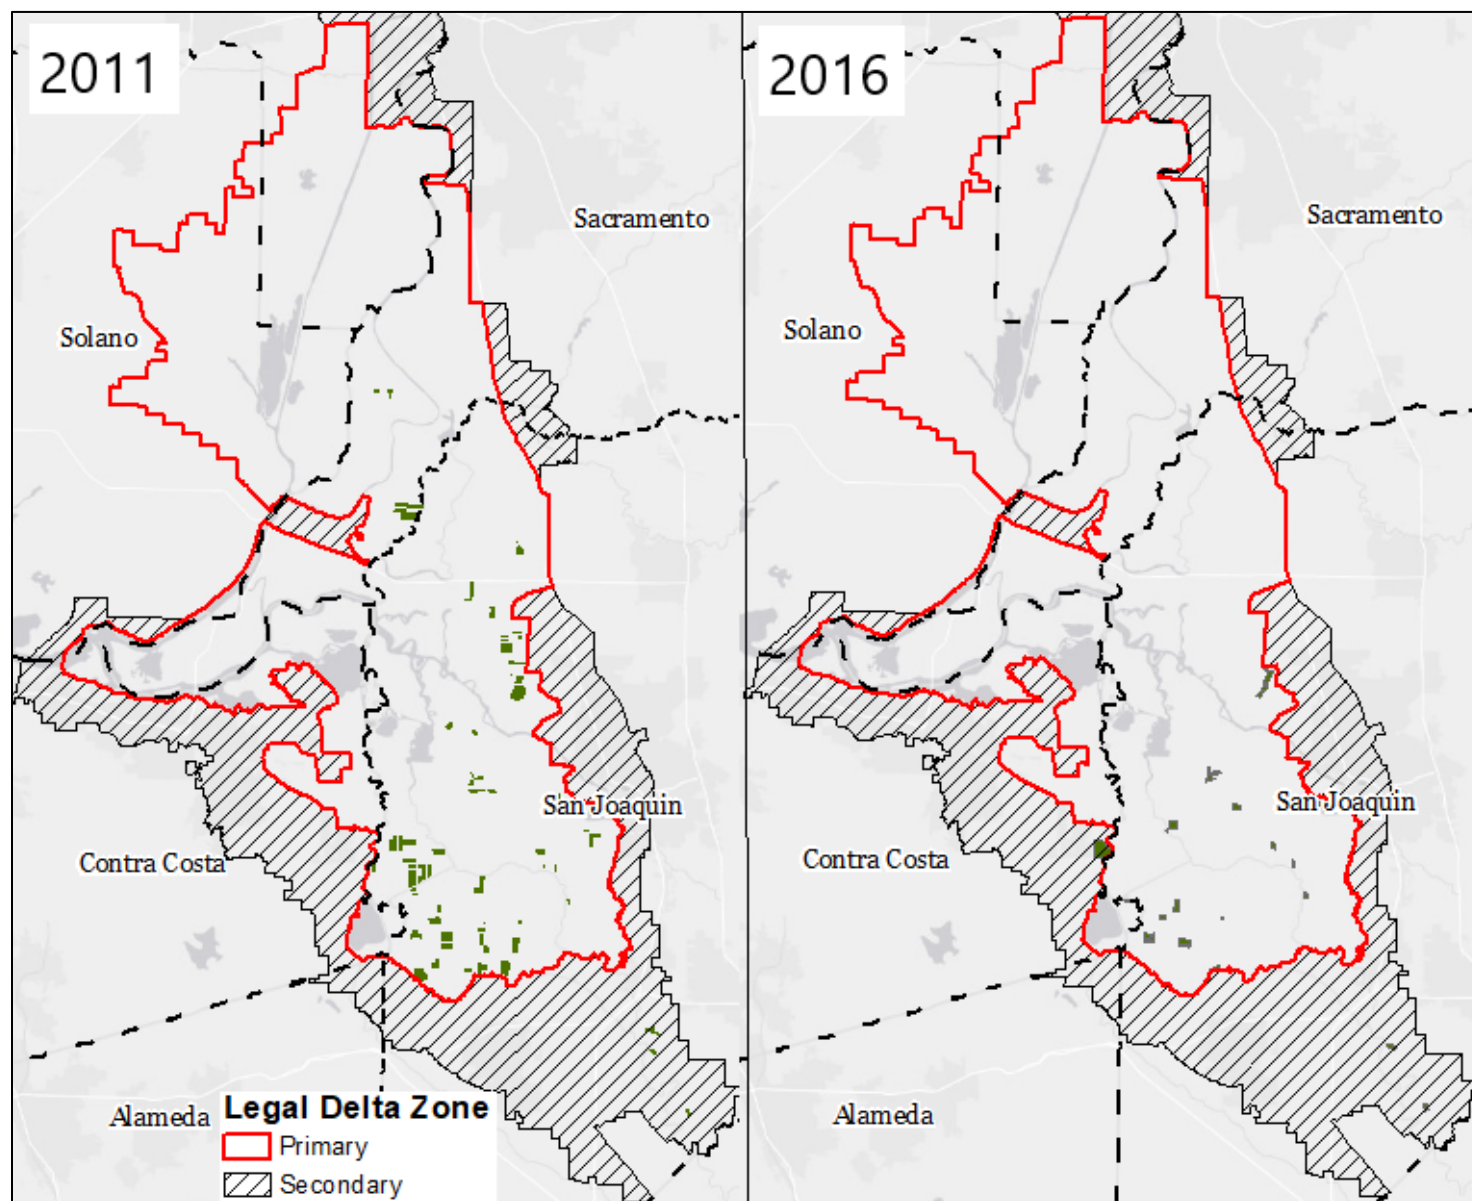 2011
2016
Sacramento
Sacramento
Solano
Solano
San Joaquin
San Joaquin
Contra Costa
Contra Costa
Alameda
Alameda
Legal Delta Zone
Primary
Secondary